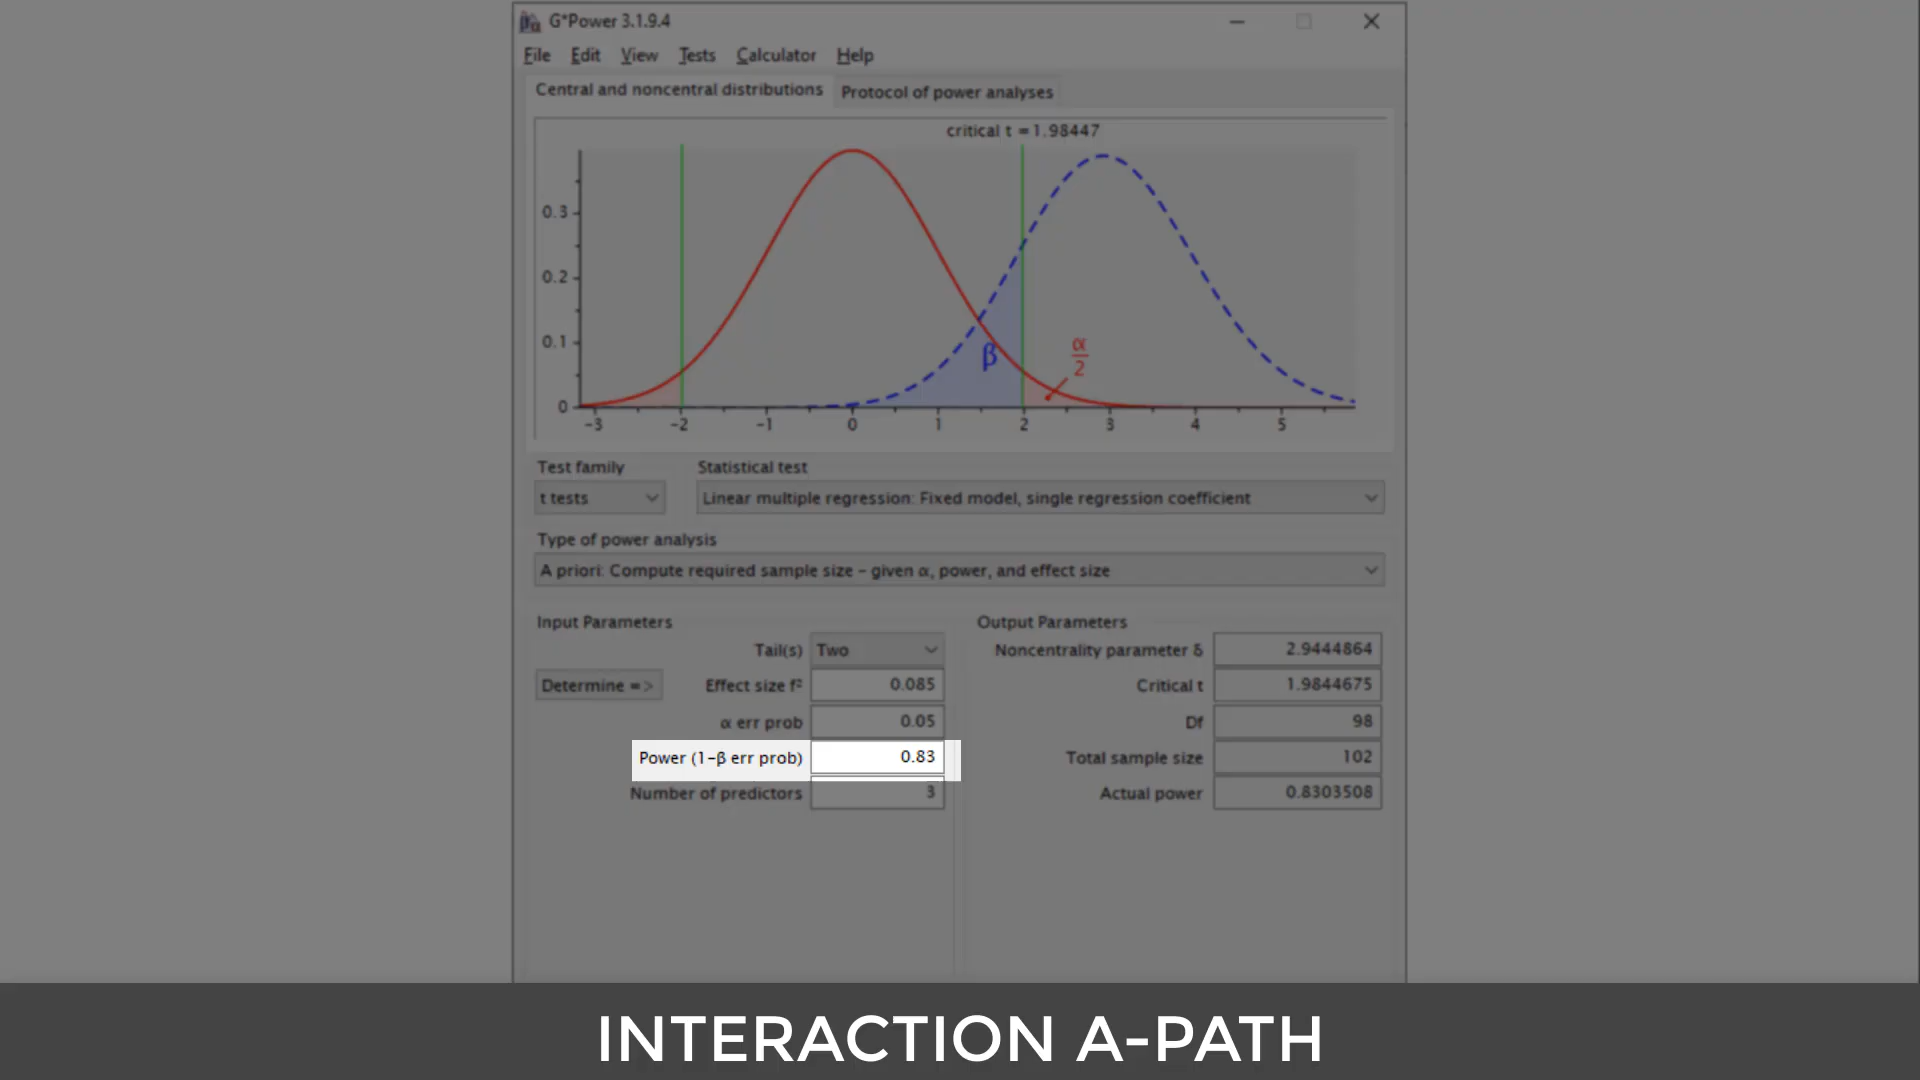 G*Power 3.1.9.4
File Edit View Tests Calculator Help
Central and noncentral distributions Protocol of power analyses
critical t = 1.98447
0.3
0.2
0.1
0
β
α
2
-3 -2 -1 0 1 2 3 4 5
Test family Statistical test
t tests Linear multiple regression: Fixed model, single regression coefficient
Type of power analysis
A priori: Compute required sample size - given α, power, and effect size
Input Parameters Output Parameters
Tail(s) Two Noncentrality parameter δ 2.9444864
Determine => Effect size f² 0.085 Critical t 1.9844675
α err prob 0.05 Df 98
Power (1-β err prob) 0.83 Total sample size 102
Number of predictors 3 Actual power 0.8303508
INTERACTION A-PATH